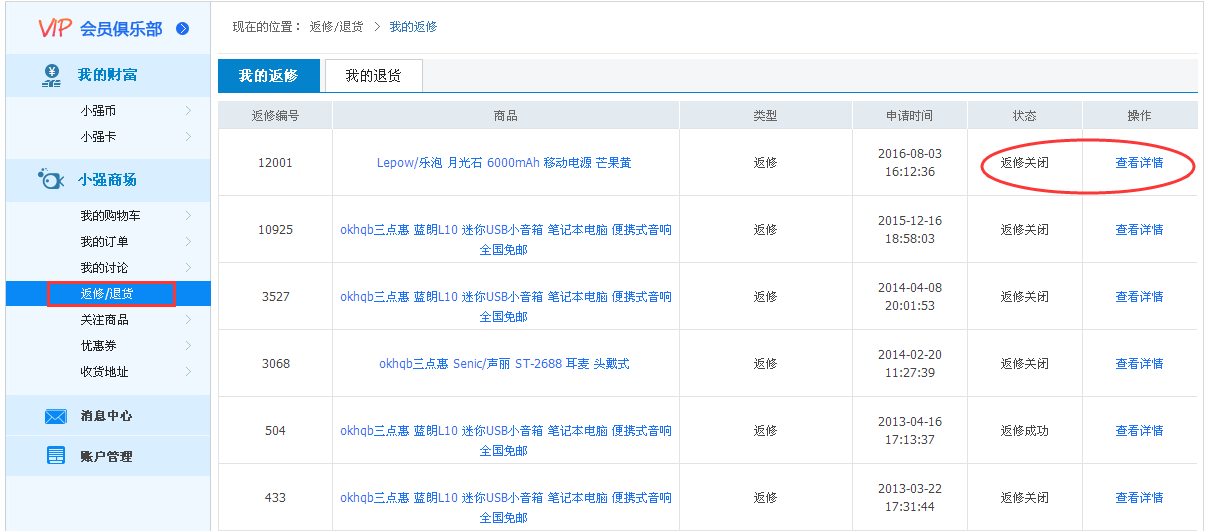 VIP 会员俱乐部
我的财富
小强币
小强卡
小强商场
我的购物车
我的订单
我的讨论
返修/退货
关注商品
优惠券
收货地址
消息中心
账户管理
现在的位置： 返修/退货 > 我的返修
我的返修 我的退货
返修编号 商品 类型 申请时间 状态 操作
12001 Lepow/乐泡 月光石 6000mAh 移动电源 芒果黄 返修 2016-08-03 返修关闭 查看详情
16:12:36
10925 okhqb三点惠 蓝朗L10 迷你USB小音箱 笔记本电脑 便携式音响 返修 2015-12-16 返修关闭 查看详情
全国免邮 18:58:03
3527 okhqb三点惠 蓝朗L10 迷你USB小音箱 笔记本电脑 便携式音响 返修 2014-04-08 返修关闭 查看详情
全国免邮 20:01:53
3068 okhqb三点惠 Senic/声丽 ST-2688 耳麦 头戴式 返修 2014-02-20 返修关闭 查看详情
11:27:39
504 okhqb三点惠 蓝朗L10 迷你USB小音箱 笔记本电脑 便携式音响 返修 2013-04-16 返修成功 查看详情
全国免邮 17:13:37
433 okhqb三点惠 蓝朗L10 迷你USB小音箱 笔记本电脑 便携式音响 返修 2013-03-22 返修关闭 查看详情
全国免邮 17:31:44